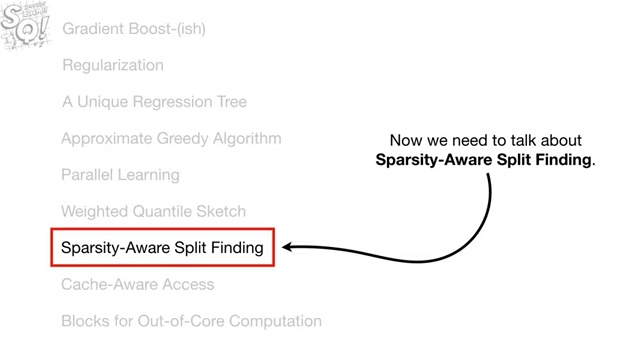 Gradient Boost-(ish)
Regularization
A Unique Regression Tree
Approximate Greedy Algorithm
Parallel Learning
Weighted Quantile Sketch
Sparsity-Aware Split Finding
Cache-Aware Access
Blocks for Out-of-Core Computation
Now we need to talk about
Sparsity-Aware Split Finding.